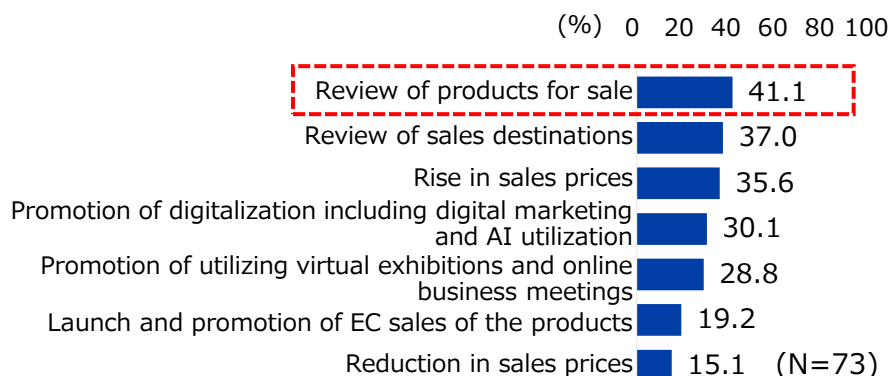 (%) 0 20 40 60 80 100
Review of products for sale 41.1
Review of sales destinations 37.0
Rise in sales prices 35.6
Promotion of digitalization including digital marketing
and AI utilization 30.1
Promotion of utilizing virtual exhibitions and online
business meetings 28.8
Launch and promotion of EC sales of the products 19.2
Reduction in sales prices 15.1 (N=73)